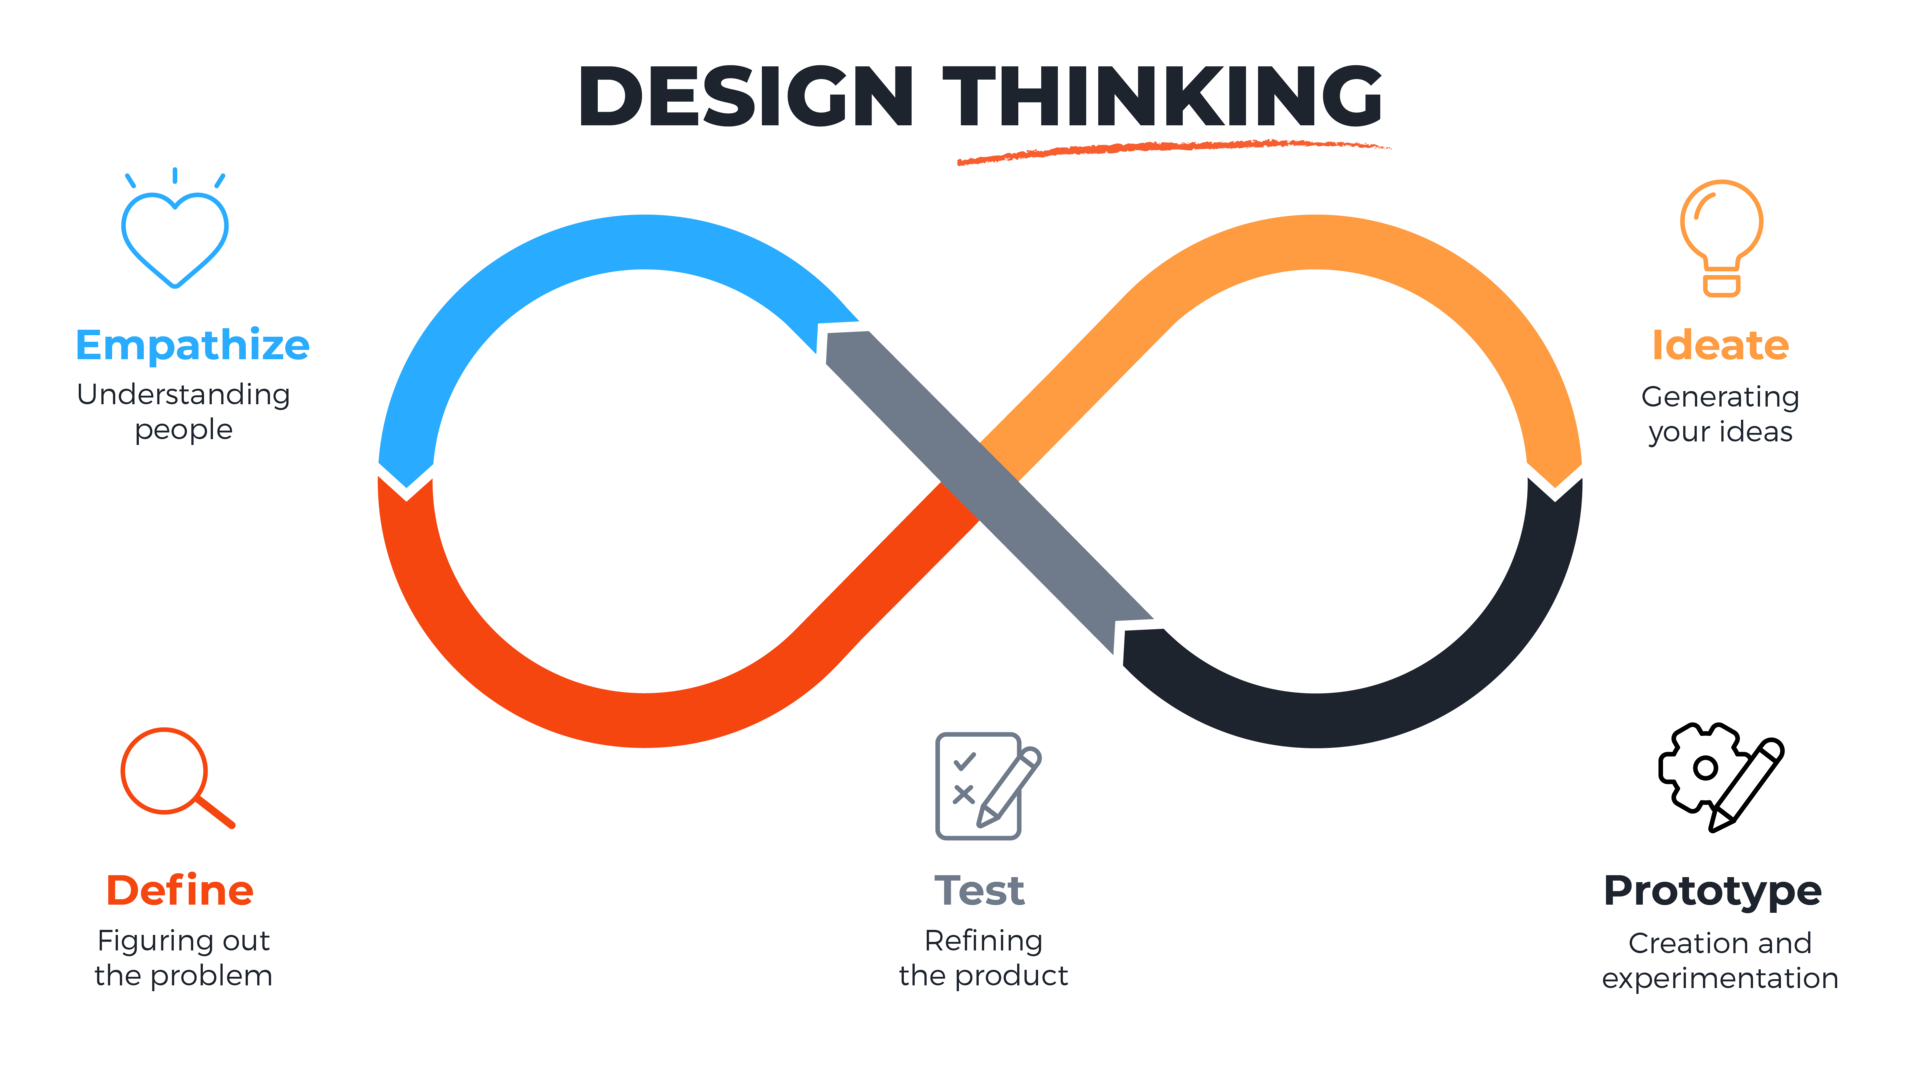 DESIGN THINKING
Empathize
Understanding
people
Ideate
Generating
your ideas
Define
Figuring out
the problem
Test
Refining
the product
Prototype
Creation and
experimentation